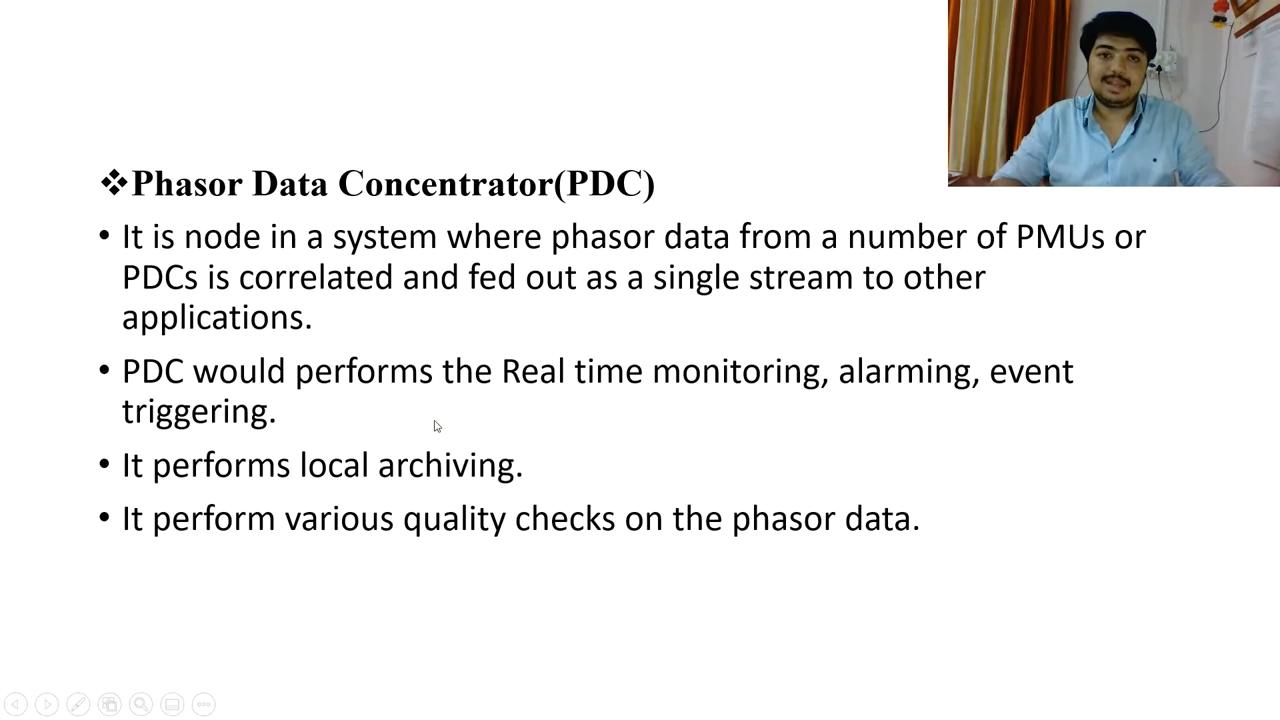 ❖Phasor Data Concentrator(PDC)
• It is node in a system where phasor data from a number of PMUs or
PDCs is correlated and fed out as a single stream to other
applications.
• PDC would performs the Real time monitoring, alarming, event
triggering.
• It performs local archiving.
• It perform various quality checks on the phasor data.